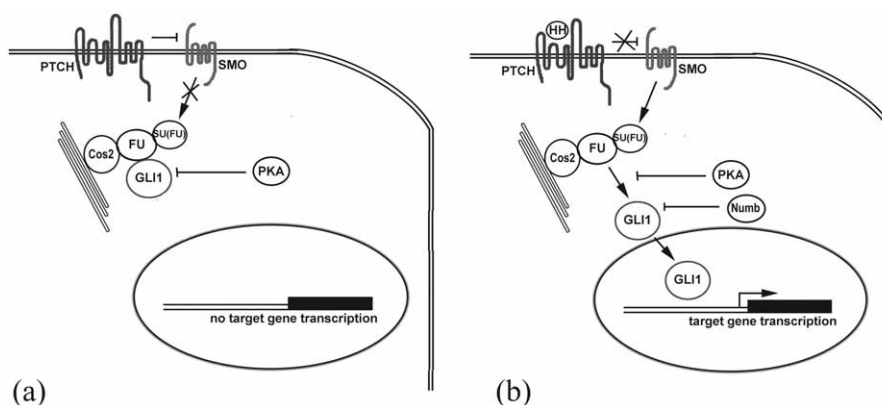 PTCH
SMO
SU(FU)
FU
Cos2
GLI1
PKA
no target gene transcription
(a)
HH
PTCH
SMO
SU(FU)
FU
Cos2
PKA
GLI1
Numb
GLI1
target gene transcription
(b)